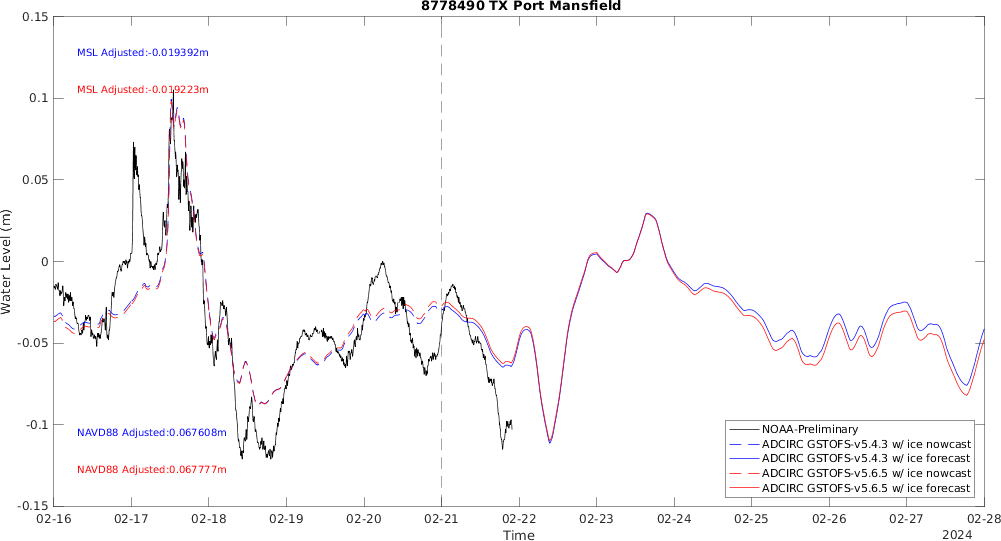 8778490 TX Port Mansfield
0.15
MSL Adjusted:-0.019392m
MSL Adjusted:-0.019223m
0.1
0.05
0
-0.05
-0.1
-0.15
Water Level (m)
NAVD88 Adjusted:0.067608m
NAVD88 Adjusted:0.067777m
NOAA-Preliminary
ADCIRC GSTOFS-v5.4.3 w/ ice nowcast
ADCIRC GSTOFS-v5.4.3 w/ ice forecast
ADCIRC GSTOFS-v5.6.5 w/ ice nowcast
ADCIRC GSTOFS-v5.6.5 w/ ice forecast
02-16 02-17 02-18 02-19 02-20 02-21 02-22 02-23 02-24 02-25 02-26 02-27 02-28
Time
2024